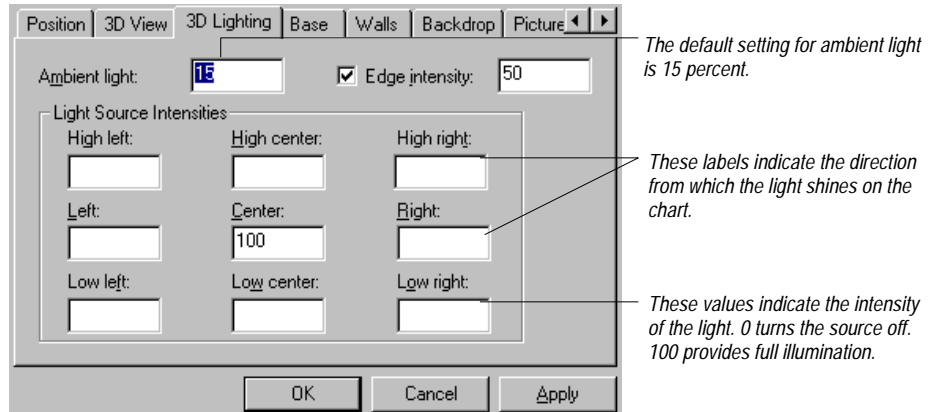 Position 3D View 3D Lighting Base Walls Backdrop Picture
Ambient light: 15 Edge intensity: 50
The default setting for ambient light
is 15 percent.
Light Source Intensities
High left: High center: High right:
These labels indicate the direction
from which the light shines on the
chart.
Left: Center: Right:
100
Low left: Low center: Low right:
These values indicate the intensity
of the light. 0 turns the source off.
100 provides full illumination.
OK Cancel Apply